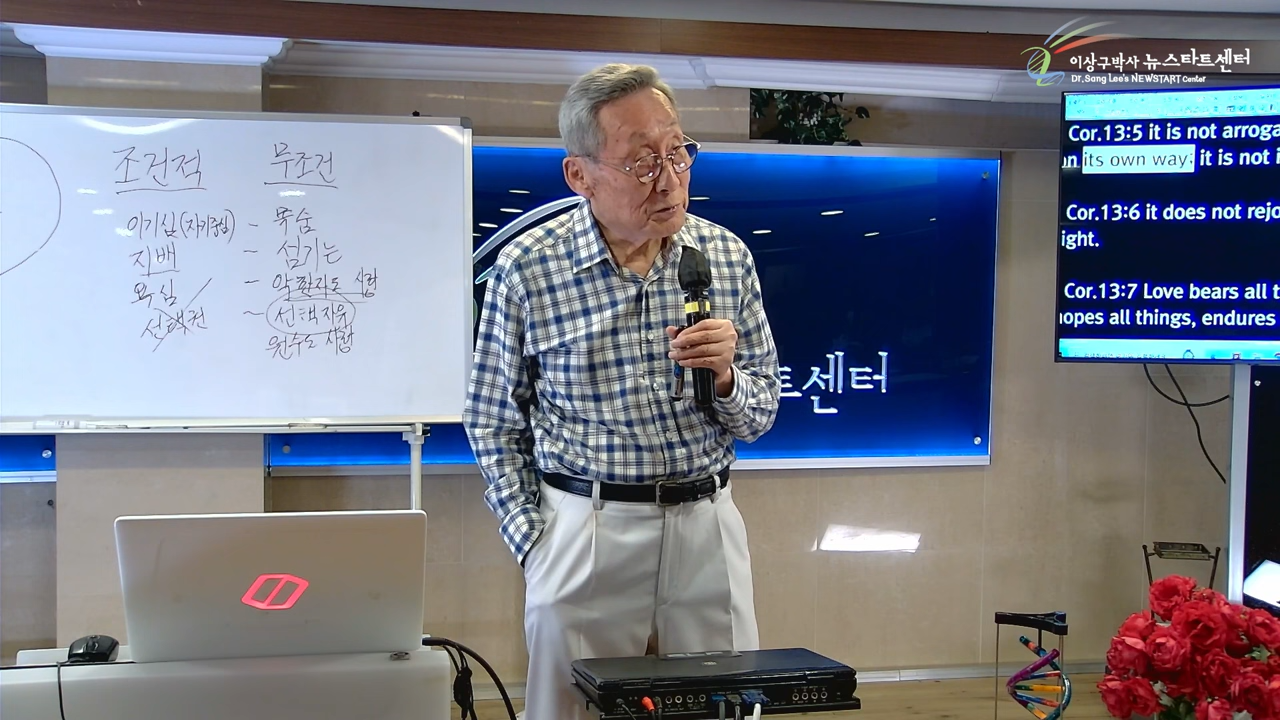 이상구박사 뉴스타트센터
Dr. Sang Lee's NEWSTART Center
조건적 무조건
이기심(자기중심) - 목숨
지배 - 섬기는
욕심 - 악한자도 사랑
선택권 ~ 선택자유
원수도 사랑
트센터
Cor.13:5 it is not arroga
its own way; it is not i
Cor.13:6 it does not rejo
ight.
Cor.13:7 Love bears all t
opes all things, endures